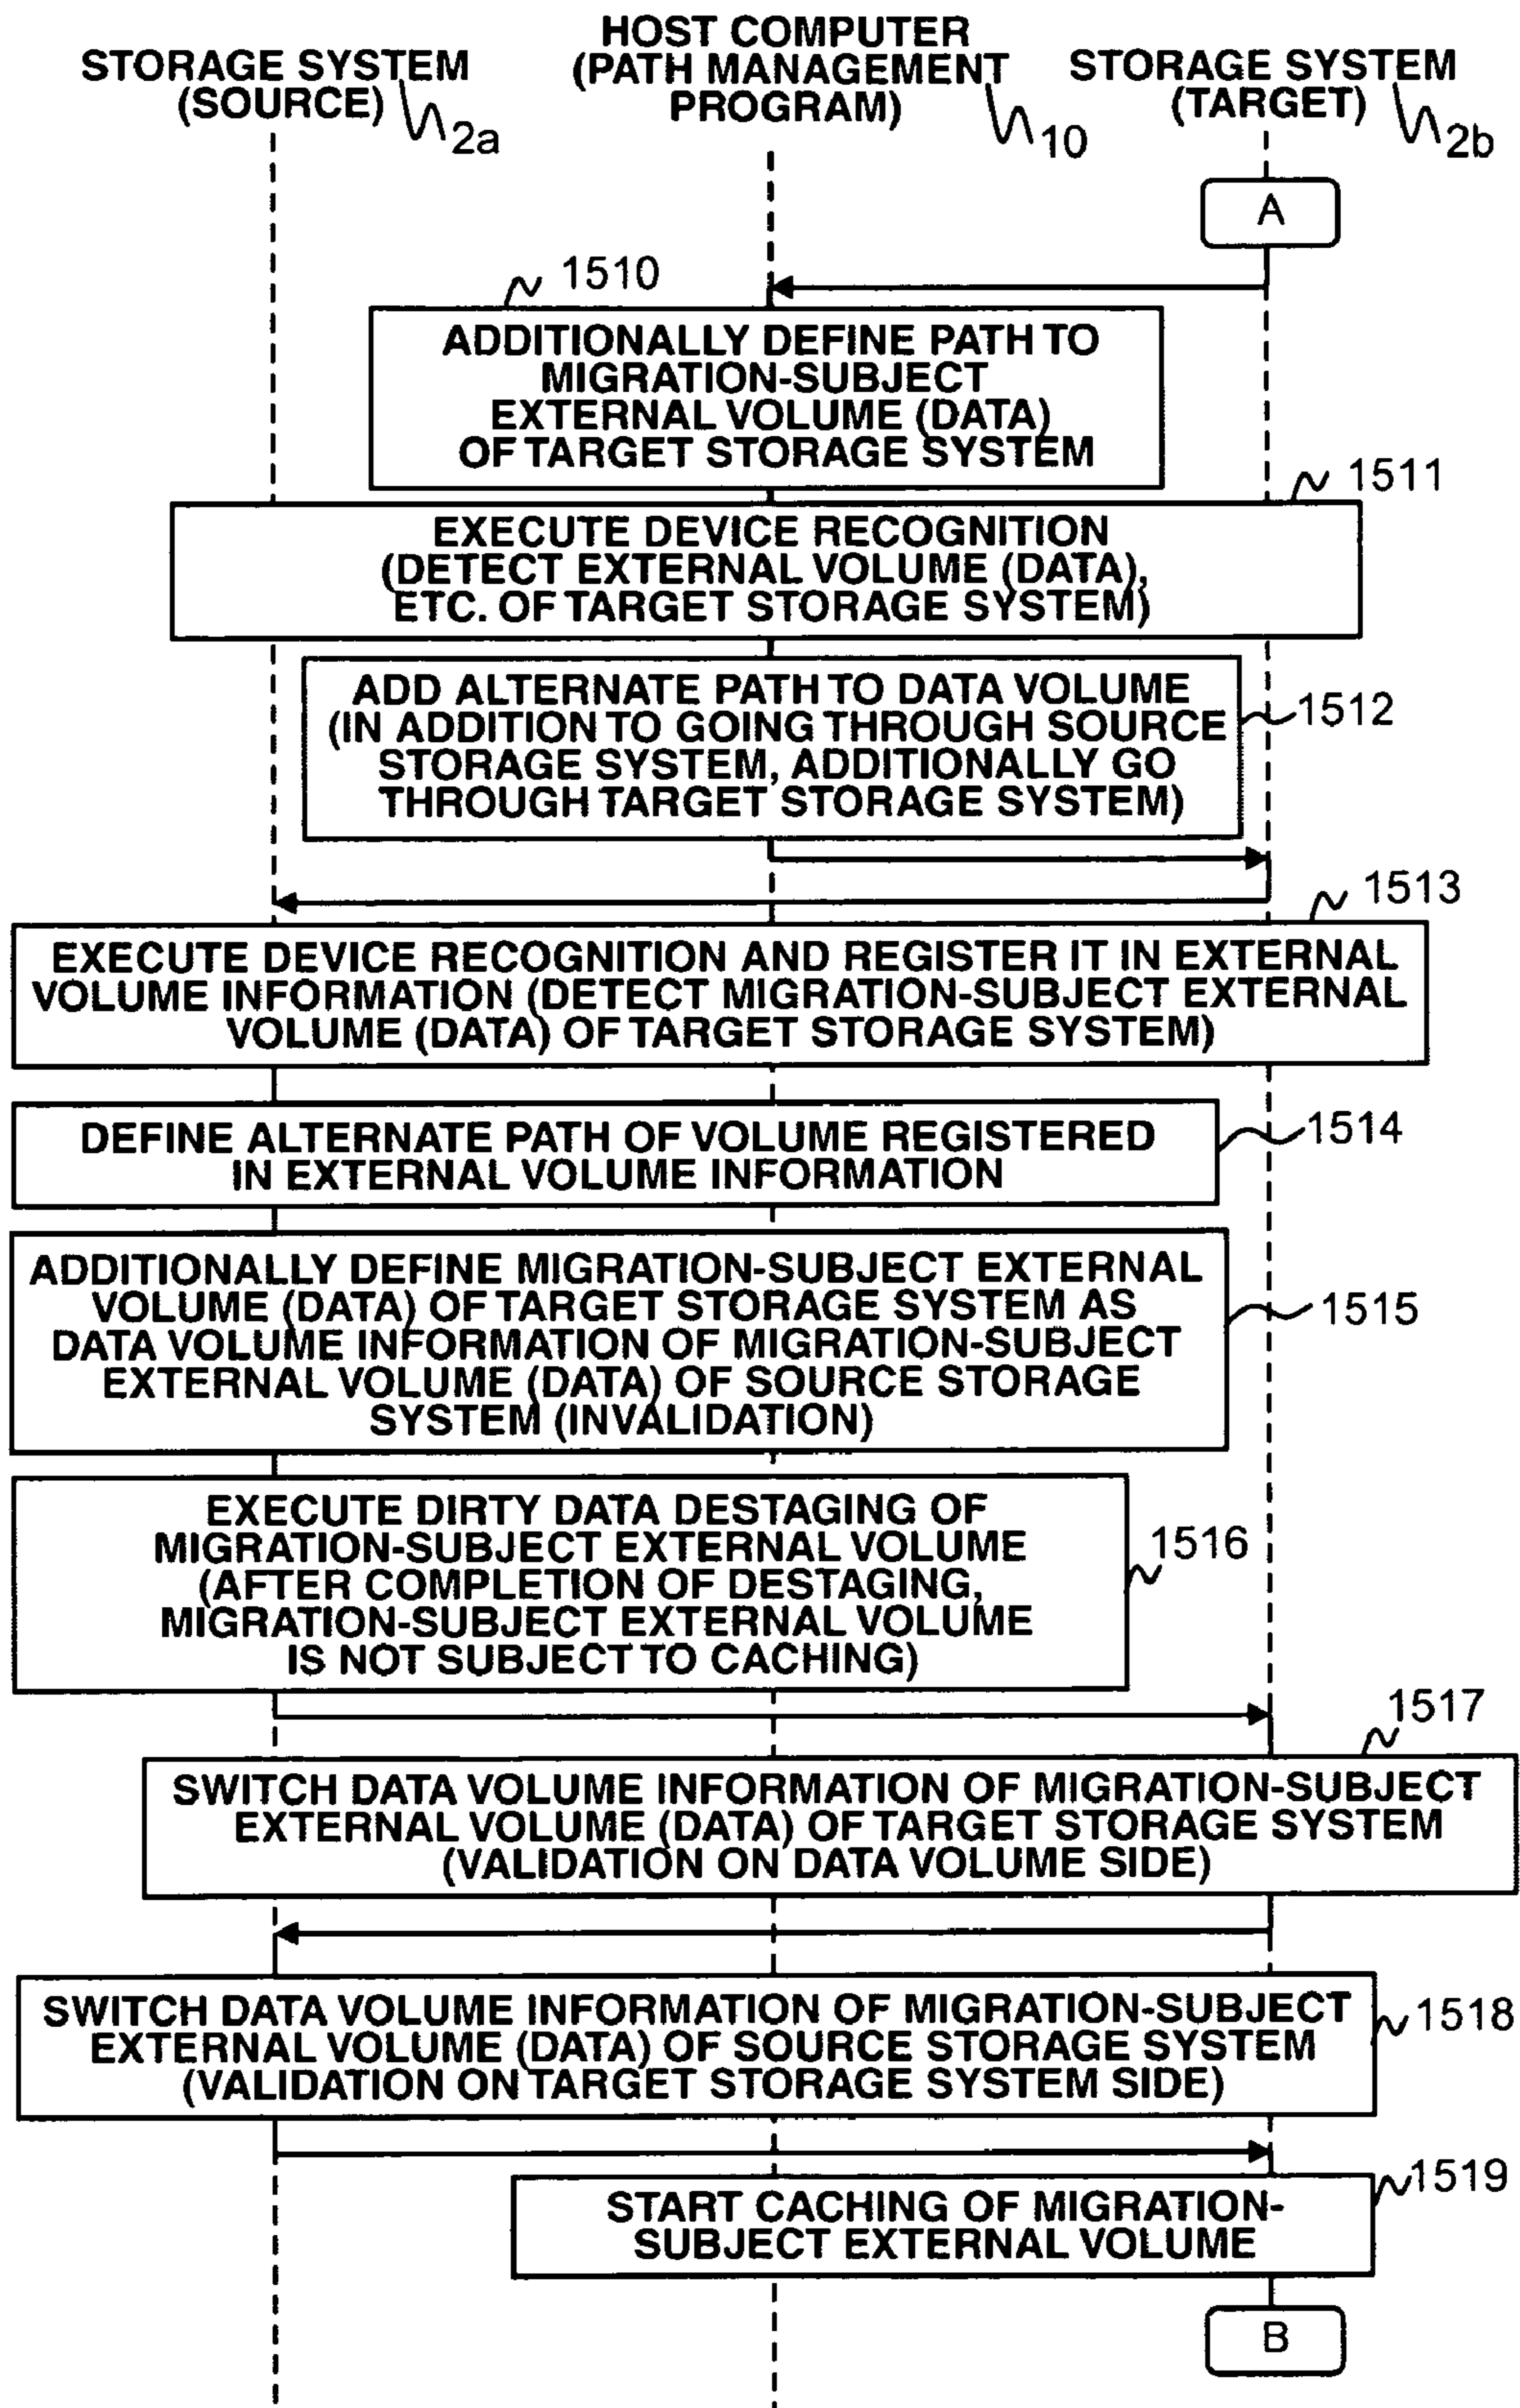 STORAGE SYSTEM
(SOURCE)
2a
HOST COMPUTER
(PATH MANAGEMENT
PROGRAM)
10
STORAGE SYSTEM
(TARGET)
2b
A
1510
ADDITIONALLY DEFINE PATH TO
MIGRATION-SUBJECT
EXTERNAL VOLUME (DATA)
OF TARGET STORAGE SYSTEM
1511
EXECUTE DEVICE RECOGNITION
(DETECT EXTERNAL VOLUME (DATA),
ETC. OF TARGET STORAGE SYSTEM)
ADD ALTERNATE PATH TO DATA VOLUME
(IN ADDITION TO GOING THROUGH SOURCE
STORAGE SYSTEM, ADDITIONALLY GO
THROUGH TARGET STORAGE SYSTEM)
1512
1513
EXECUTE DEVICE RECOGNITION AND REGISTER IT IN EXTERNAL
VOLUME INFORMATION (DETECT MIGRATION-SUBJECT EXTERNAL
VOLUME (DATA) OF TARGET STORAGE SYSTEM)
DEFINE ALTERNATE PATH OF VOLUME REGISTERED
IN EXTERNAL VOLUME INFORMATION
1514
ADDITIONALLY DEFINE MIGRATION-SUBJECT EXTERNAL
VOLUME (DATA) OF TARGET STORAGE SYSTEM AS
DATA VOLUME INFORMATION OF MIGRATION-SUBJECT
EXTERNAL VOLUME (DATA) OF SOURCE STORAGE
SYSTEM (INVALIDATION)
1515
EXECUTE DIRTY DATA DESTAGING OF
MIGRATION-SUBJECT EXTERNAL VOLUME
(AFTER COMPLETION OF DESTAGING,
MIGRATION-SUBJECT EXTERNAL VOLUME
IS NOT SUBJECT TO CACHING)
1516
1517
SWITCH DATA VOLUME INFORMATION OF MIGRATION-SUBJECT
EXTERNAL VOLUME (DATA) OF TARGET STORAGE SYSTEM
(VALIDATION ON DATA VOLUME SIDE)
SWITCH DATA VOLUME INFORMATION OF MIGRATION-SUBJECT
EXTERNAL VOLUME (DATA) OF SOURCE STORAGE SYSTEM
(VALIDATION ON TARGET STORAGE SYSTEM SIDE)
1518
1519
START CACHING OF MIGRATION-
SUBJECT EXTERNAL VOLUME
B